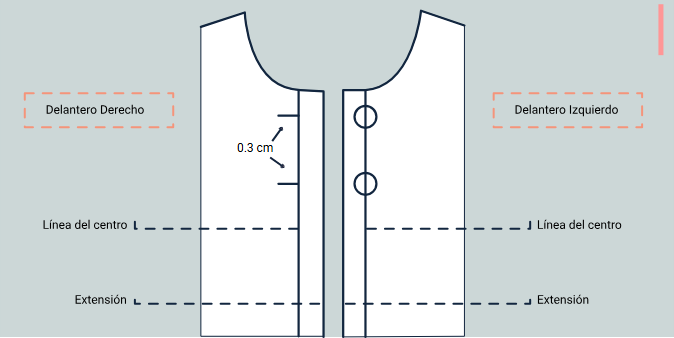 Delantero Derecho
Delantero Izquierdo
0.3 cm
Línea del centro
Línea del centro
Extensión
Extensión